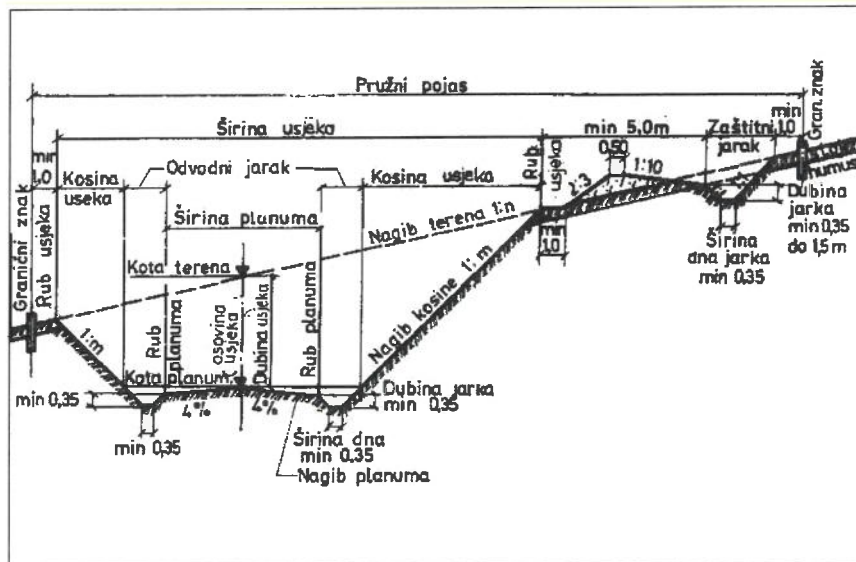 Pružni pojas
Gran. znak
Širina usjeka
min 5,0m
Zaštitni
jarak
min
1,0
min
1,0
Kosina
useka
Odvodni jarak
Kosina usjeka
Rub
usjeka
0,50
1:3
1:10
humus
Širina planuma
Nagib terena 1:n
Dubina
jarka
min 0,35
do 1,5m
Granični znak
Rub usjeka
Kota terena
min
1,0
Širina
dna jarka
min 0,35
1:m
Rub
planuma
osovina
usjeka
Dubina usjeka
Rub planuma
Nagib kosine 1:m
Kota planum.
min 0,35
4%
4%
Dubina jarka
min 0,35
min 0,35
Širina dna
min 0,35
Nagib planuma